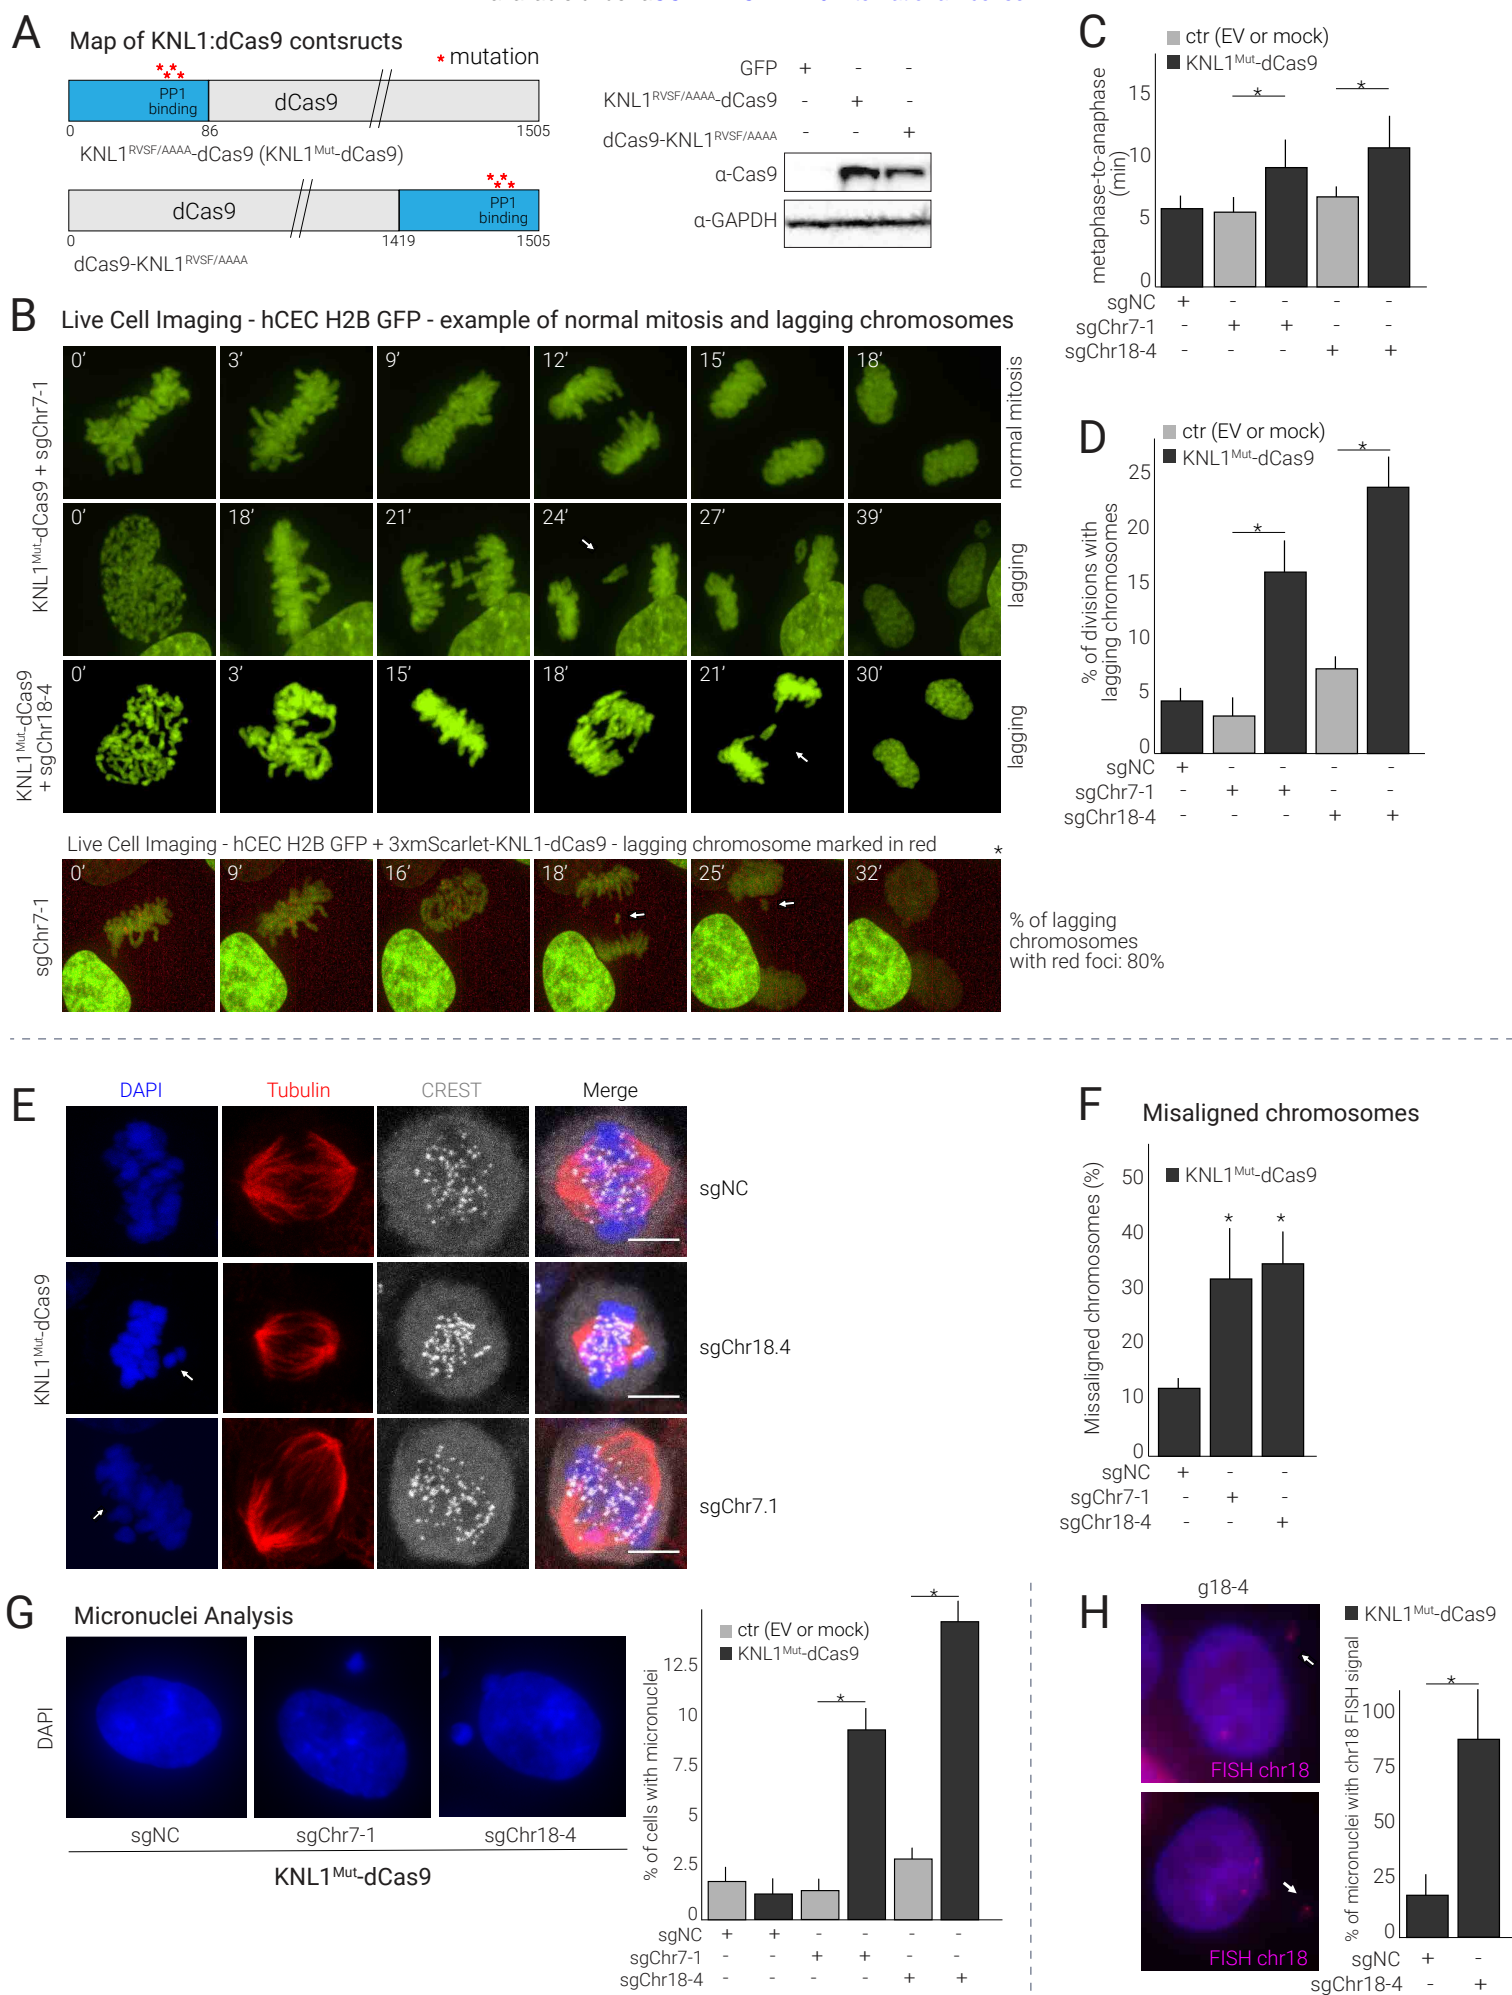 A
Map of KNL1:dCas9 contsructs
* mutation
PP1
binding
dCas9
0
86
1505
KNL1RVSF/AAAA-dCas9 (KNL1Mut-dCas9)
dCas9
PP1
binding
0
1419
1505
dCas9-KNL1RVSF/AAAA
GFP + - -
KNL1RVSF/AAAA-dCas9 - + -
dCas9-KNL1RVSF/AAAA - - +
α-Cas9
α-GAPDH
B
Live Cell Imaging - hCEC H2B GFP - example of normal mitosis and lagging chromosomes
KNL1Mut-dCas9 + sgChr7-1
0' 3' 9' 12' 15' 18'
normal mitosis
0' 18' 21' 24' 27' 39'
lagging
KNL1Mut-dCas9
+ sgChr18-4
0' 3' 15' 18' 21' 30'
lagging
Live Cell Imaging - hCEC H2B GFP + 3xmScarlet-KNL1-dCas9 - lagging chromosome marked in red
*
sgChr7-1
0' 9' 16' 18' 25' 32'
% of lagging
chromosomes
with red foci: 80%
C
ctr (EV or mock)
KNL1Mut-dCas9
metaphase-to-anaphase
(min)
15
10
5
0
* *
sgNC + - - - -
sgChr7-1 - + + - -
sgChr18-4 - - - + +
D
ctr (EV or mock)
KNL1Mut-dCas9
% of divisions with
lagging chromosomes
25
20
15
10
5
0
* *
sgNC + - - - -
sgChr7-1 - + + - -
sgChr18-4 - - - + +
E
DAPI Tubulin CREST Merge
KNL1Mut-dCas9
sgNC
sgChr18.4
sgChr7.1
F
Misaligned chromosomes
KNL1Mut-dCas9
Missaligned chromosomes (%)
50
40
30
20
10
0
* *
sgNC + - -
sgChr7-1 - + -
sgChr18-4 - - +
G
Micronuclei Analysis
DAPI
sgNC sgChr7-1 sgChr18-4
KNL1Mut-dCas9
ctr (EV or mock)
KNL1Mut-dCas9
% of cells with micronuclei
12.5
10
7.5
5
2.5
0
* *
sgNC + + - - - -
sgChr7-1 - - + + - -
sgChr18-4 - - - - + +
H
g18-4
FISH chr18
FISH chr18
KNL1Mut-dCas9
% of micronuclei with chr18 FISH signal
100
75
50
25
0
*
sgNC + -
sgChr18-4 - +